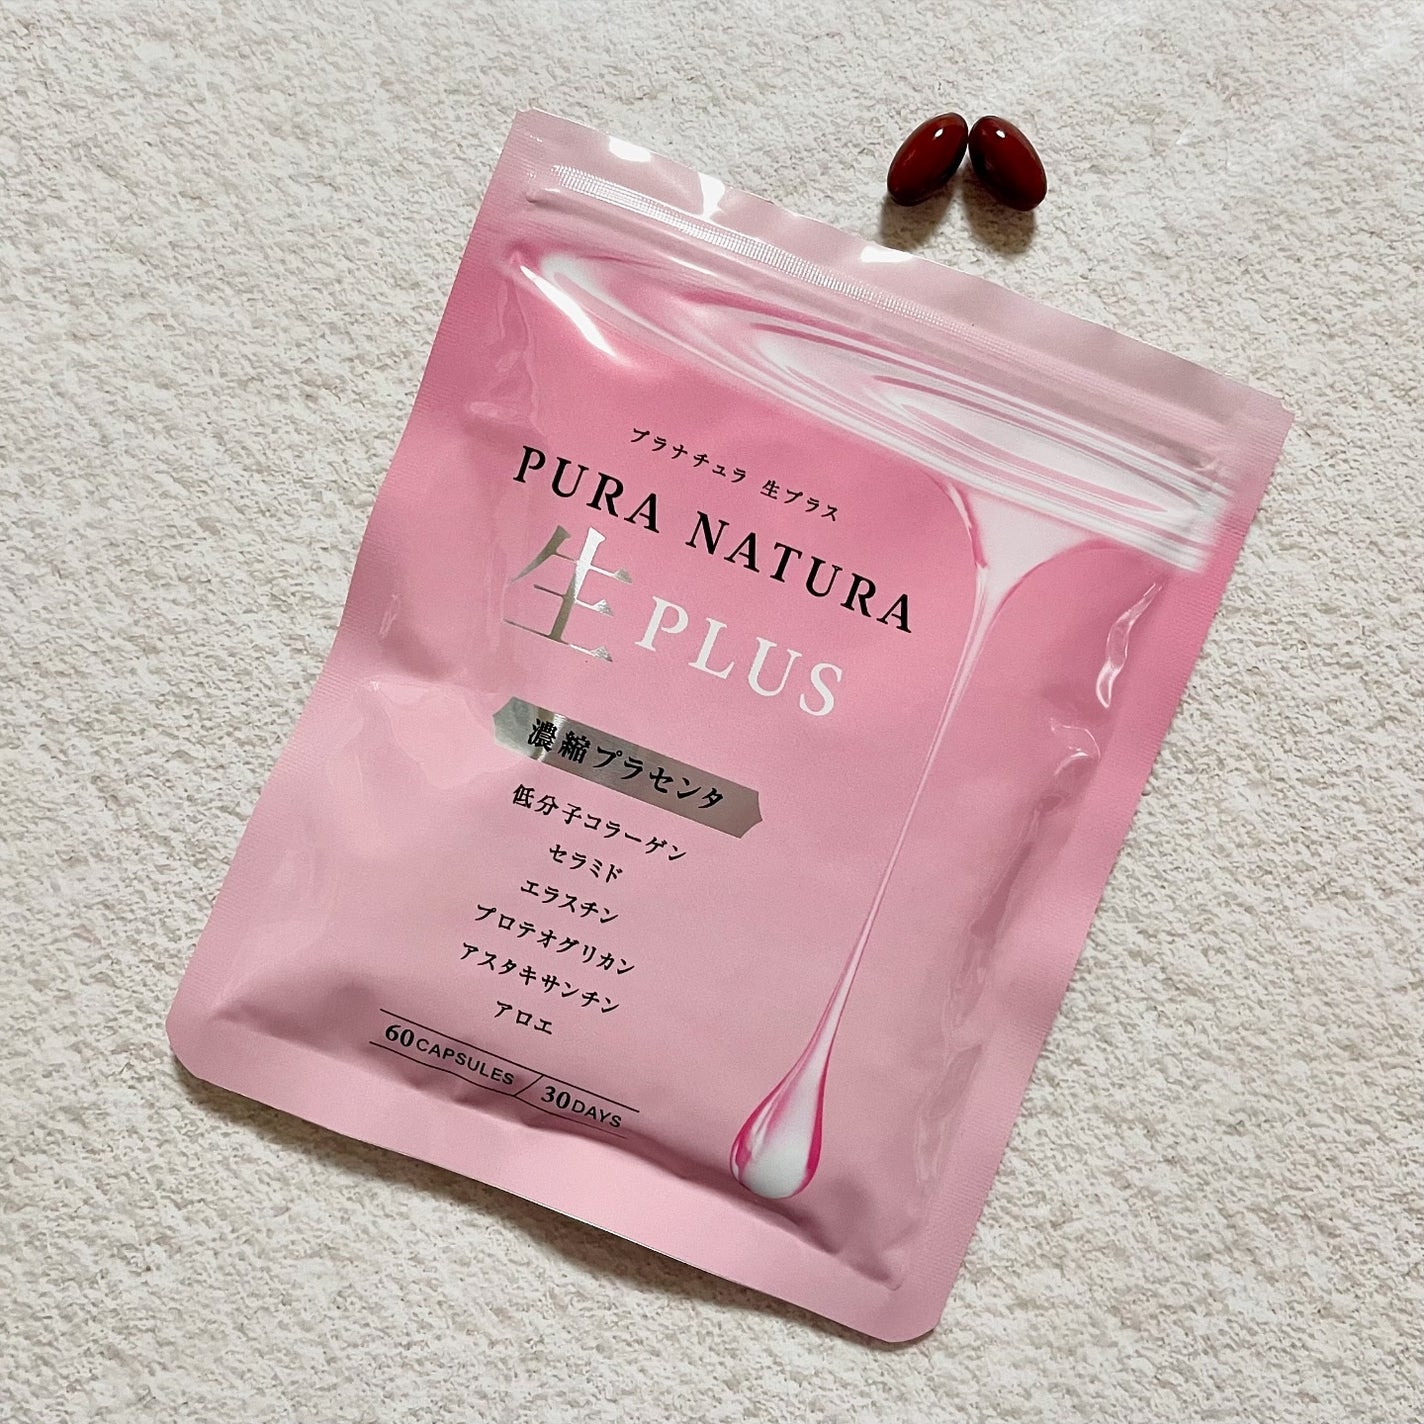 プラナチュラ 生プラス
PURA NATURA
生 PLUS
濃縮プラセンタ
低分子コラーゲン
セラミド
エラスチン
プロテオグリカン
アスタキサンチン
アロエ
60 CAPSULES / 30 DAYS